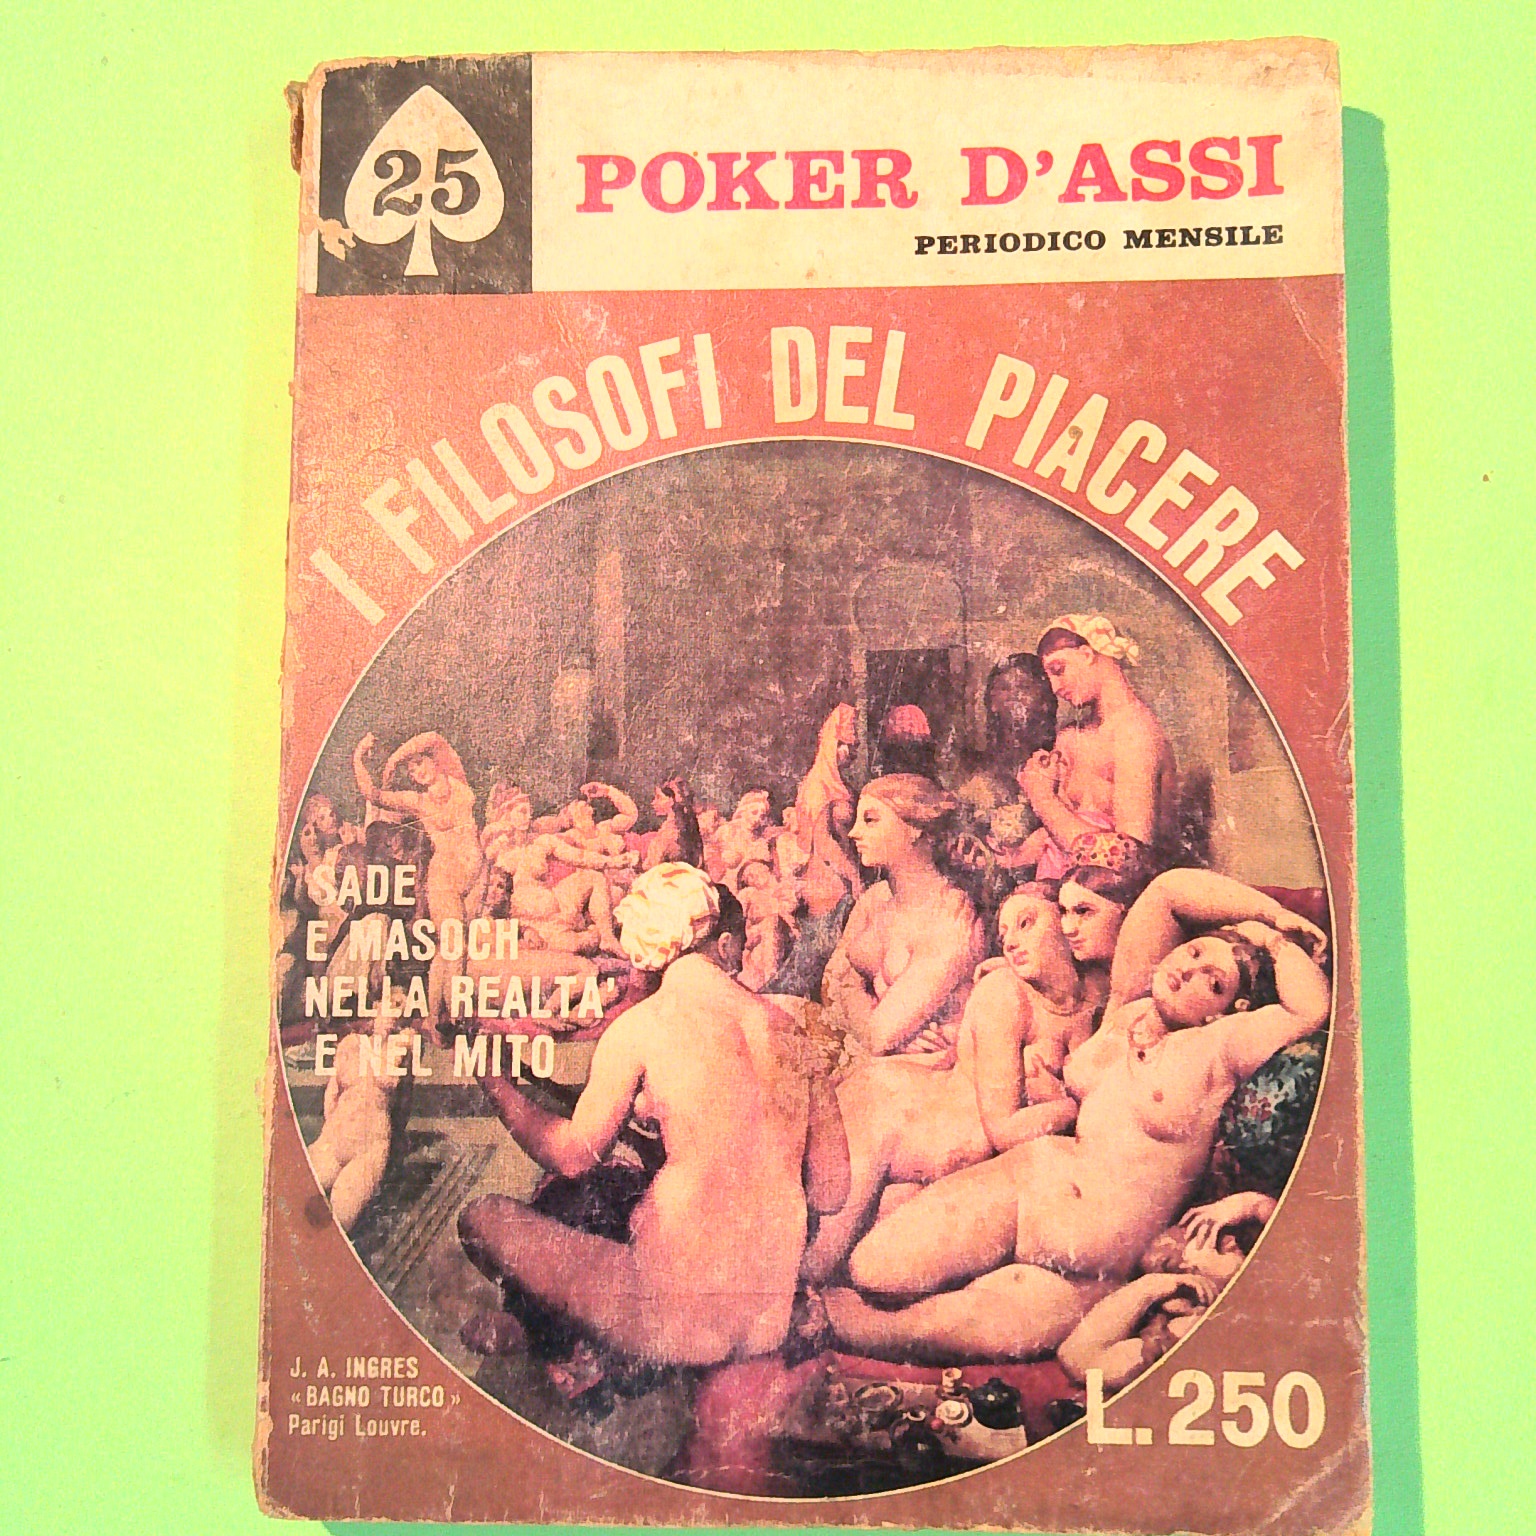 25
POKER D'ASSI
PERIODICO MENSILE
I FILOSOFI DEL PIACERE
SADE
E MASOCH
NELLA REALTA'
E NEL MITO
J. A. INGRES
«BAGNO TURCO»
Parigi Louvre.
L.250